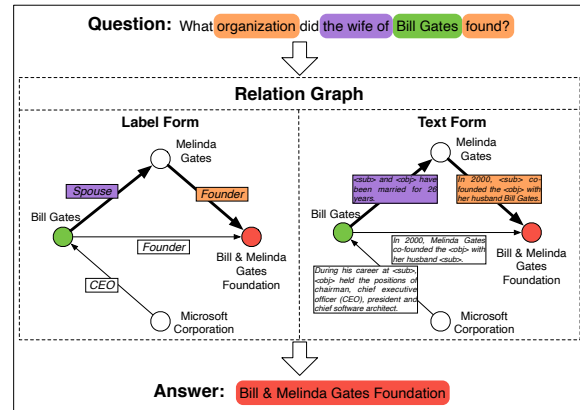 Question: What organization did the wife of Bill Gates found?
Relation Graph
Label Form
Melinda
Gates
Spouse
Founder
Bill Gates
Founder
Bill & Melinda
Gates
Foundation
CEO
Microsoft
Corporation
Text Form
Melinda
Gates
<sub> and <obj> have
been married for 26
years.
In 2000, <sub> co-
founded the <obj> with
her husband Bill Gates.
Bill Gates
In 2000, Melinda Gates
co-founded the <obj> with
her husband <sub>.
Bill & Melinda
Gates
Foundation
During his career at <sub>,
<obj> held the positions of
chairman, chief executive
officer (CEO), president and
chief software architect.
Microsoft
Corporation
Answer: Bill & Melinda Gates Foundation